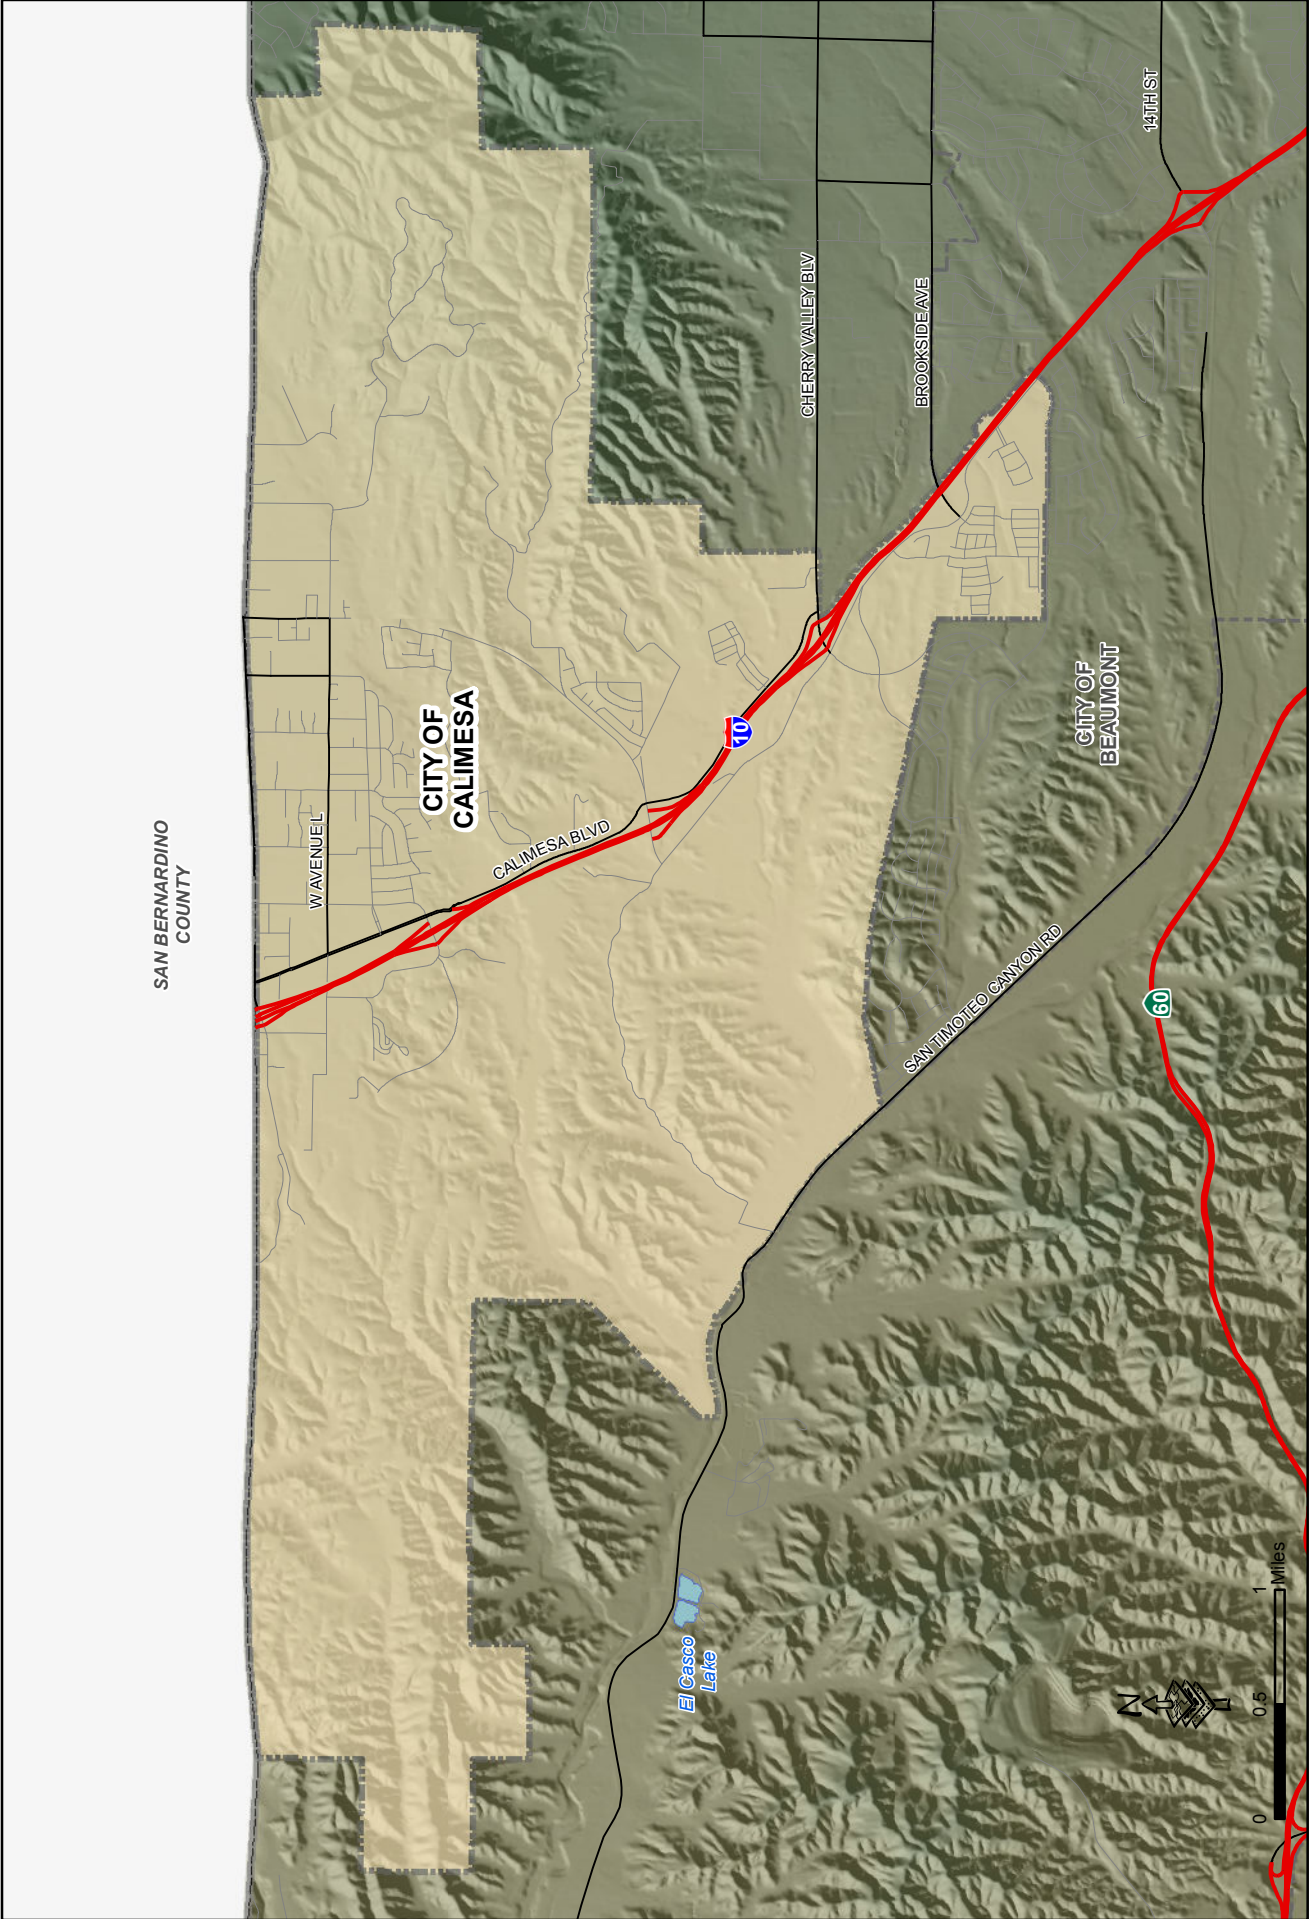 SAN BERNARDINO
COUNTY
W AVENUE L
CITY OF
CALIMESA
CALIMESA BLVD
10
CHERRY VALLEY BLV
BROOKSIDE AVE
14TH ST
CITY OF
BEAUMONT
SAN TIMOTEO CANYON RD
60
El Casco
Lake
N
0 0.5 1
Miles